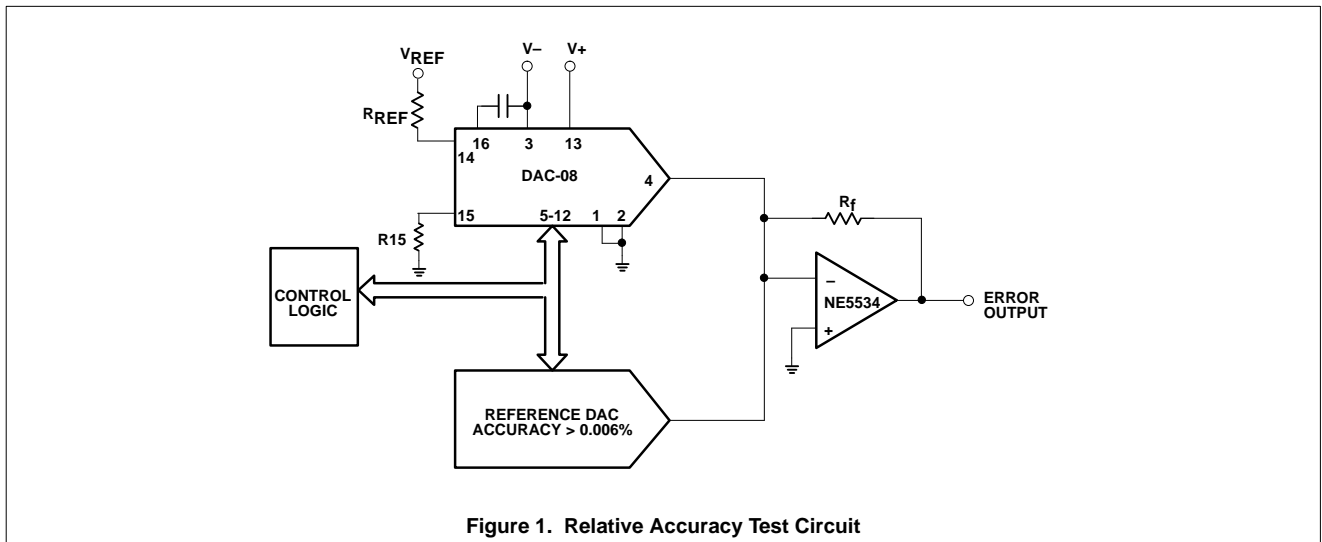 V– V+
VREF
RREF
16 3 13
14
DAC-08
4
15 5-12 1 2
Rf
R15
CONTROL
LOGIC
–
NE5534
+
ERROR
OUTPUT
REFERENCE DAC
ACCURACY > 0.006%
Figure 1. Relative Accuracy Test Circuit